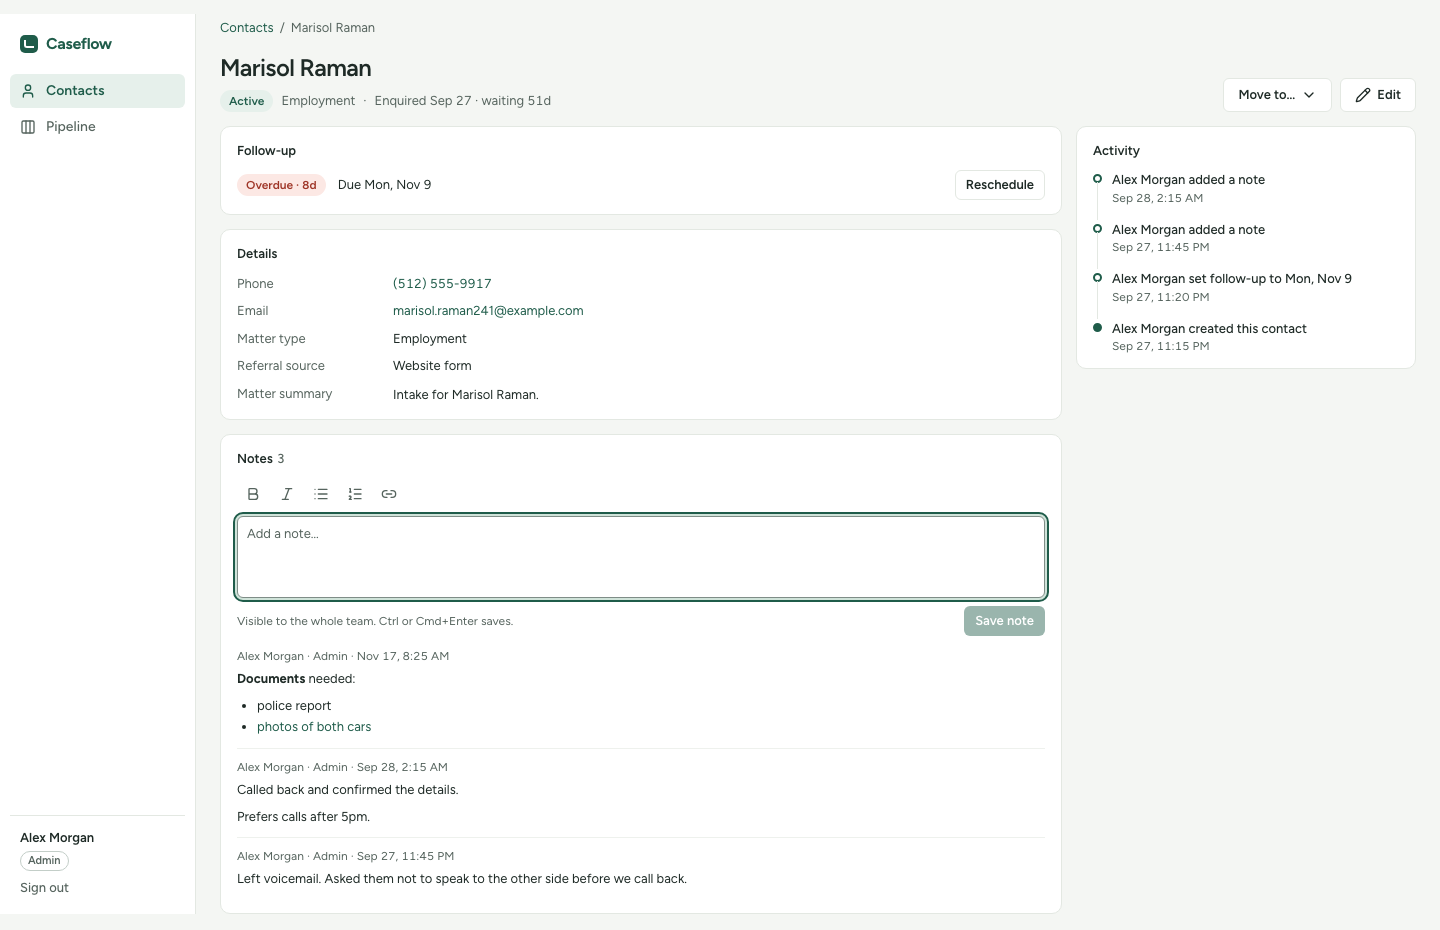 Caseflow
Contacts
Pipeline
Alex Morgan
Admin
Sign out
Contacts / Marisol Raman
Marisol Raman
Active Employment · Enquired Sep 27 · waiting 51d
Move to... Edit
Follow-up
Overdue · 8d Due Mon, Nov 9 Reschedule
Details
Phone (512) 555-9917
Email marisol.raman241@example.com
Matter type Employment
Referral source Website form
Matter summary Intake for Marisol Raman.
Notes 3
Add a note...
Visible to the whole team. Ctrl or Cmd+Enter saves. Save note
Alex Morgan · Admin · Nov 17, 8:25 AM
Documents needed:
• police report
• photos of both cars
Alex Morgan · Admin · Sep 28, 2:15 AM
Called back and confirmed the details.
Prefers calls after 5pm.
Alex Morgan · Admin · Sep 27, 11:45 PM
Left voicemail. Asked them not to speak to the other side before we call back.
Activity
Alex Morgan added a note
Sep 28, 2:15 AM
Alex Morgan added a note
Sep 27, 11:45 PM
Alex Morgan set follow-up to Mon, Nov 9
Sep 27, 11:20 PM
Alex Morgan created this contact
Sep 27, 11:15 PM